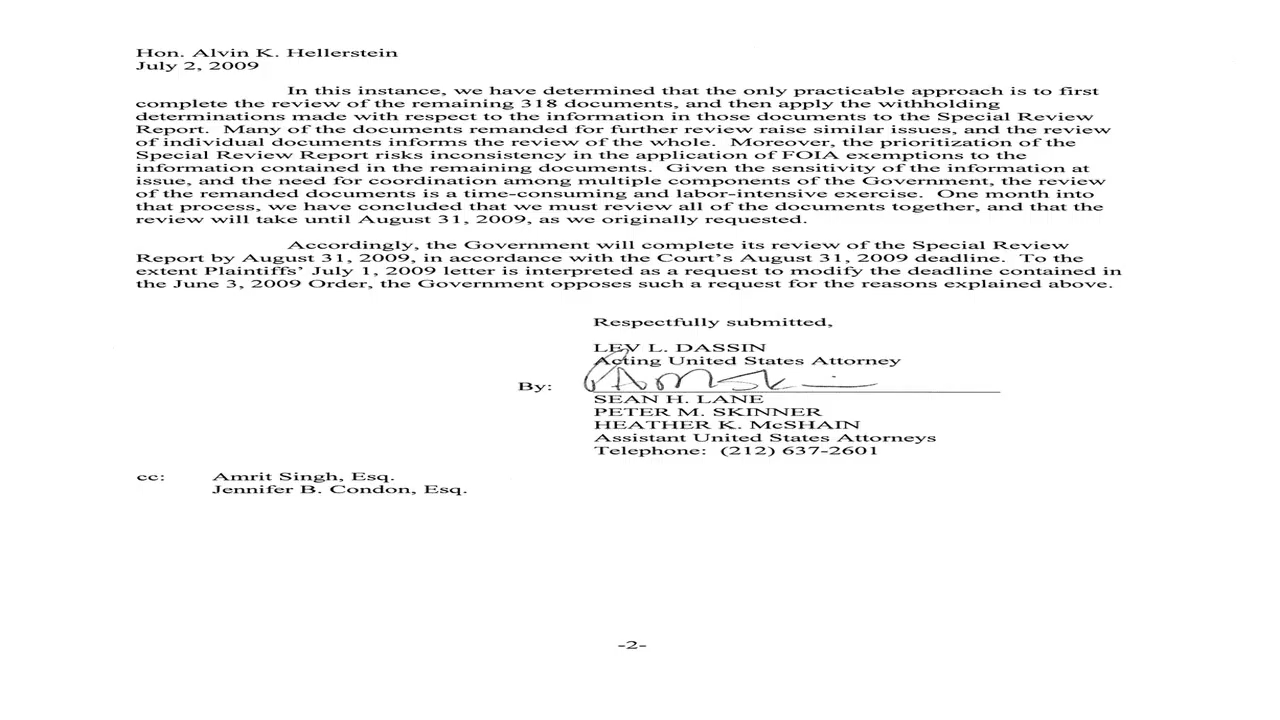 Hon. Alvin K. Hellerstein
July 2, 2009
In this instance, we have determined that the only practicable approach is to first
complete the review of the remaining 318 documents, and then apply the withholding
determinations made with respect to the information in those documents to the Special Review
Report. Many of the documents remanded for further review raise similar issues, and the review
of individual documents informs the review of the whole. Moreover, the prioritization of the
Special Review Report risks inconsistency in the application of FOIA exemptions to the
information contained in the remaining documents. Given the sensitivity of the information at
issue, and the need for coordination among multiple components of the Government, the review
of the remanded documents is a time-consuming and labor-intensive exercise. One month into
that process, we have concluded that we must review all of the documents together, and that the
review will take until August 31, 2009, as we originally requested.
Accordingly, the Government will complete its review of the Special Review
Report by August 31, 2009, in accordance with the Court's August 31, 2009 deadline. To the
extent Plaintiffs' July 1, 2009 letter is interpreted as a request to modify the deadline contained in
the June 3, 2009 Order, the Government opposes such a request for the reasons explained above.
Respectfully submitted,
LEV L. DASSIN
Acting United States Attorney
By:
SEAN H. LANE
PETER M. SKINNER
HEATHER K. McSHAIN
Assistant United States Attorneys
Telephone: (212) 637-2601
cc: Amrit Singh, Esq.
Jennifer B. Condon, Esq.
-2-